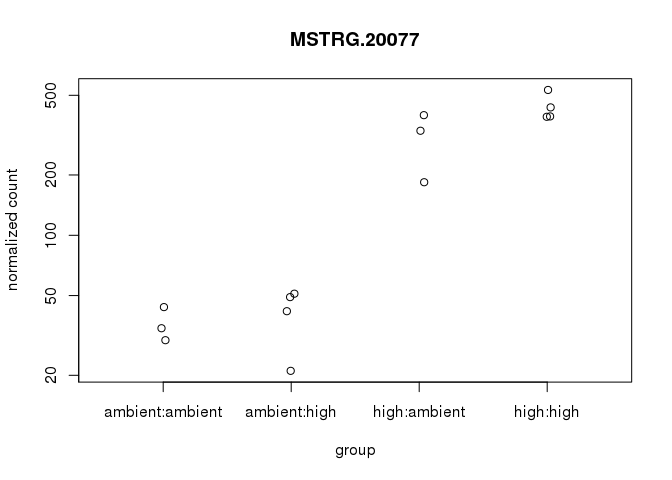 MSTRG.20077
normalized count
500
200
100
50
20
ambient:ambient
ambient:high
high:ambient
high:high
group